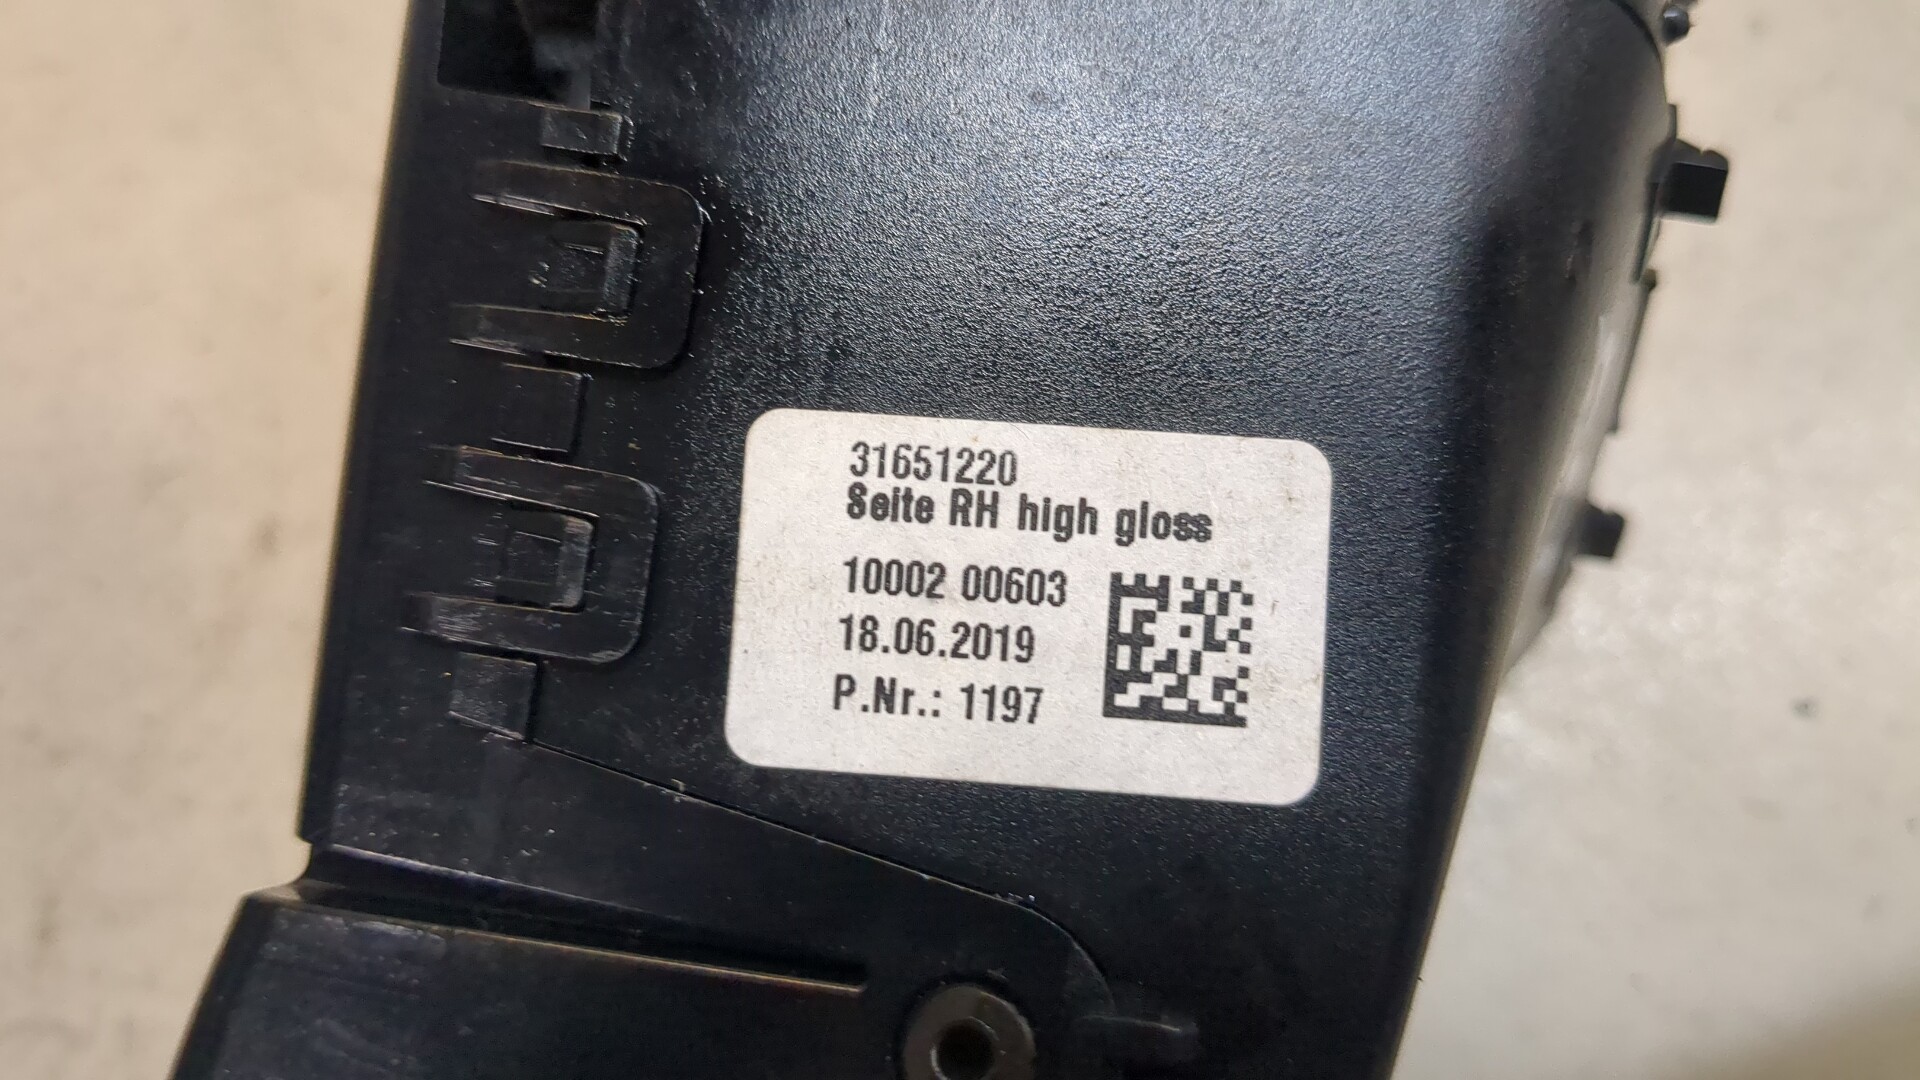 31651220
Seite RH high gloss
10002 00603
18.06.2019
P.Nr.: 1197